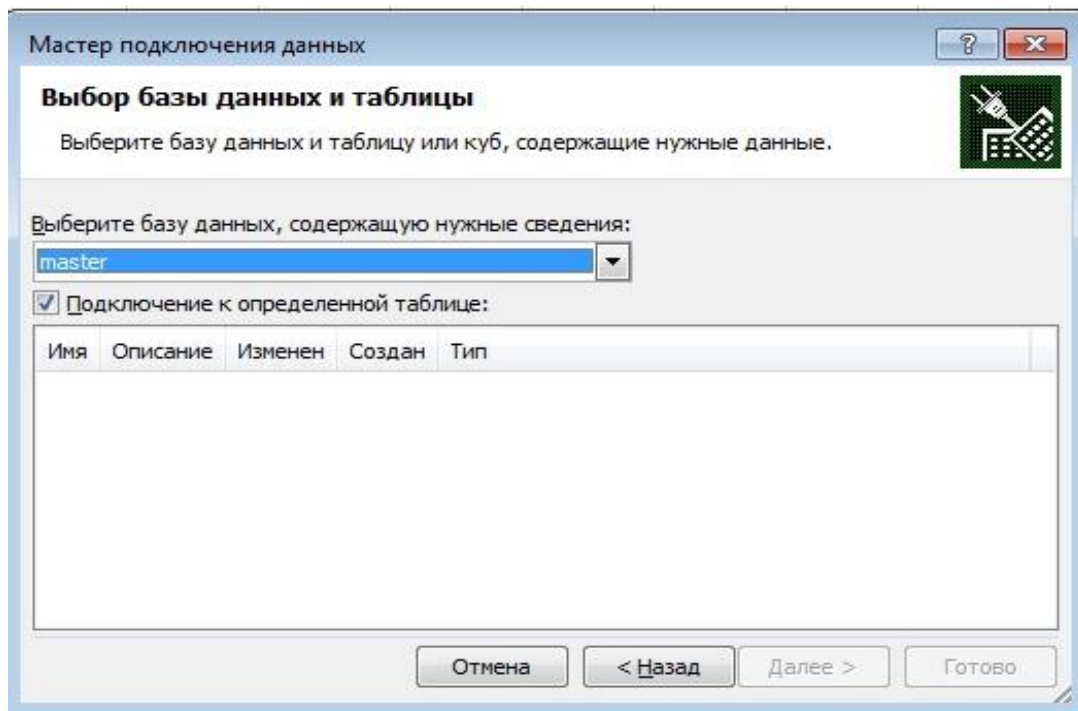 Мастер подключения данных
Выбор базы данных и таблицы
Выберите базу данных и таблицу или куб, содержащие нужные данные.
Выберите базу данных, содержащую нужные сведения:
master
Подключение к определенной таблице:
Имя Описание Изменен Создан Тип
Отмена < Назад Далее > Готово